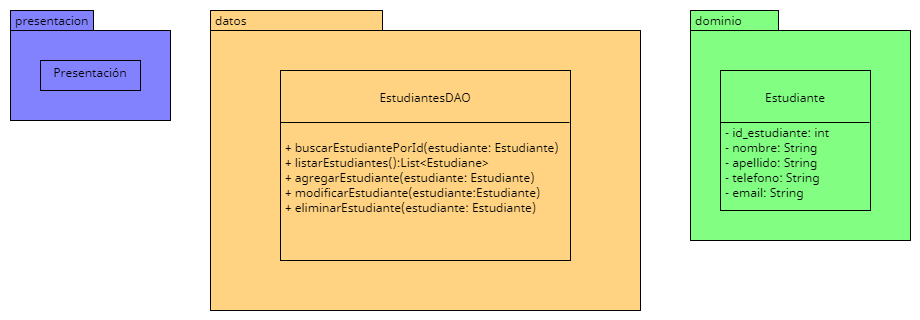 presentacion
Presentación
datos
EstudiantesDAO
+ buscarEstudiantePorId(estudiante: Estudiante)
+ listarEstudiantes():List<Estudiane>
+ agregarEstudiante(estudiante: Estudiante)
+ modificarEstudiante(estudiante:Estudiante)
+ eliminarEstudiante(estudiante: Estudiante)
dominio
Estudiante
- id_estudiante: int
- nombre: String
- apellido: String
- telefono: String
- email: String